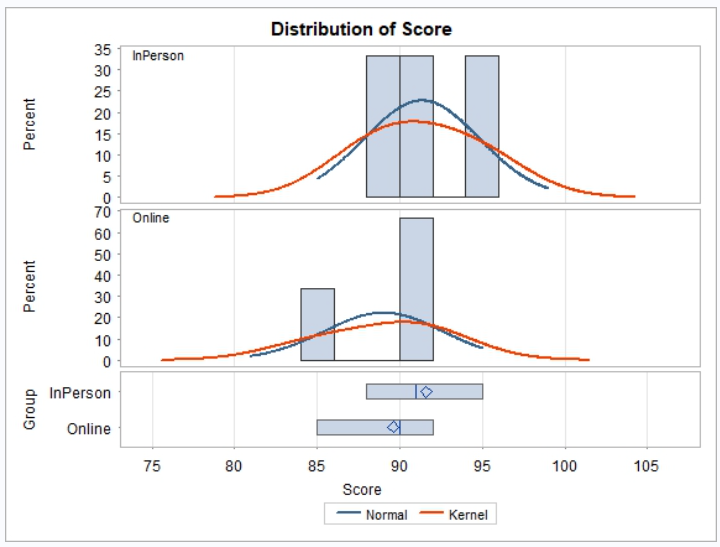 Distribution of Score
InPerson
Percent
35
30
25
20
15
10
5
0
Online
Percent
70
60
50
40
30
20
10
0
Group
InPerson
Online
75 80 85 90 95 100 105
Score
Normal Kernel